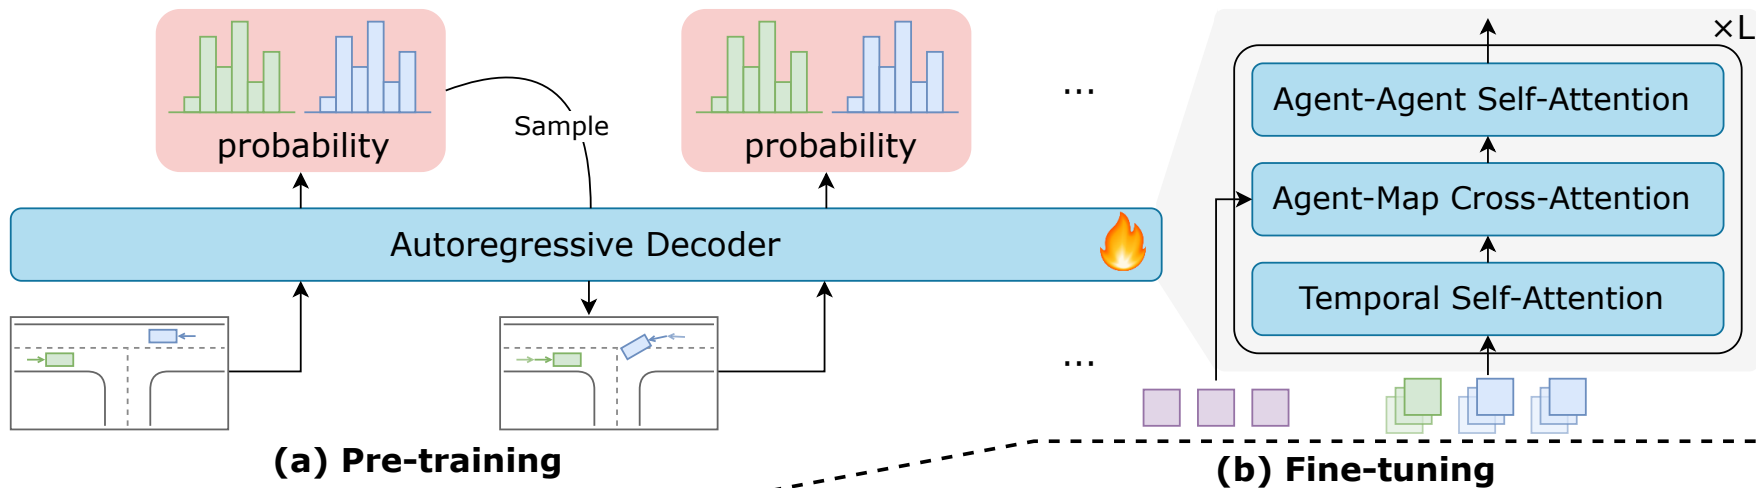 probability
Sample
probability
...
×L
Agent-Agent Self-Attention
Agent-Map Cross-Attention
Temporal Self-Attention
Autoregressive Decoder
...
(a) Pre-training
(b) Fine-tuning